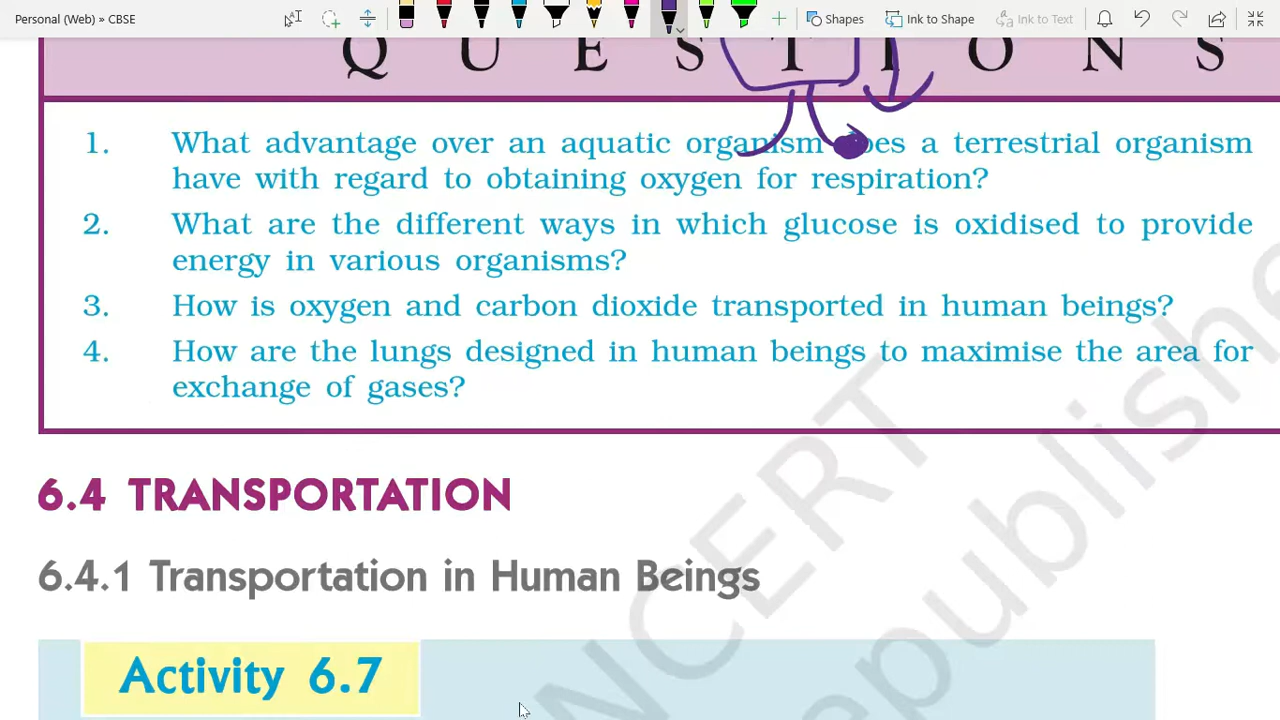 Personal (Web) » CBSE
Shapes
Ink to Shape
Ink to Text
QUESTIONS
1. What advantage over an aquatic organism does a terrestrial organism
have with regard to obtaining oxygen for respiration?
2. What are the different ways in which glucose is oxidised to provide
energy in various organisms?
3. How is oxygen and carbon dioxide transported in human beings?
4. How are the lungs designed in human beings to maximise the area for
exchange of gases?
6.4 TRANSPORTATION
6.4.1 Transportation in Human Beings
Activity 6.7
NCERT
republishe